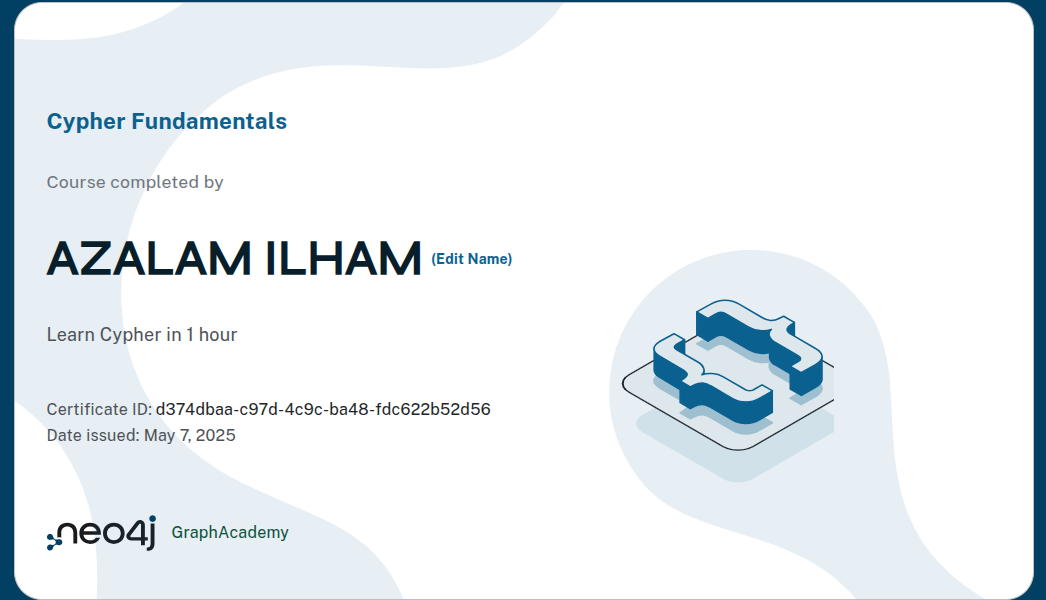 Cypher Fundamentals
Course completed by
AZALAM ILHAM (Edit Name)
Learn Cypher in 1 hour
Certificate ID: d374dbaa-c97d-4c9c-ba48-fdc622b52d56
Date issued: May 7, 2025
neo4j GraphAcademy